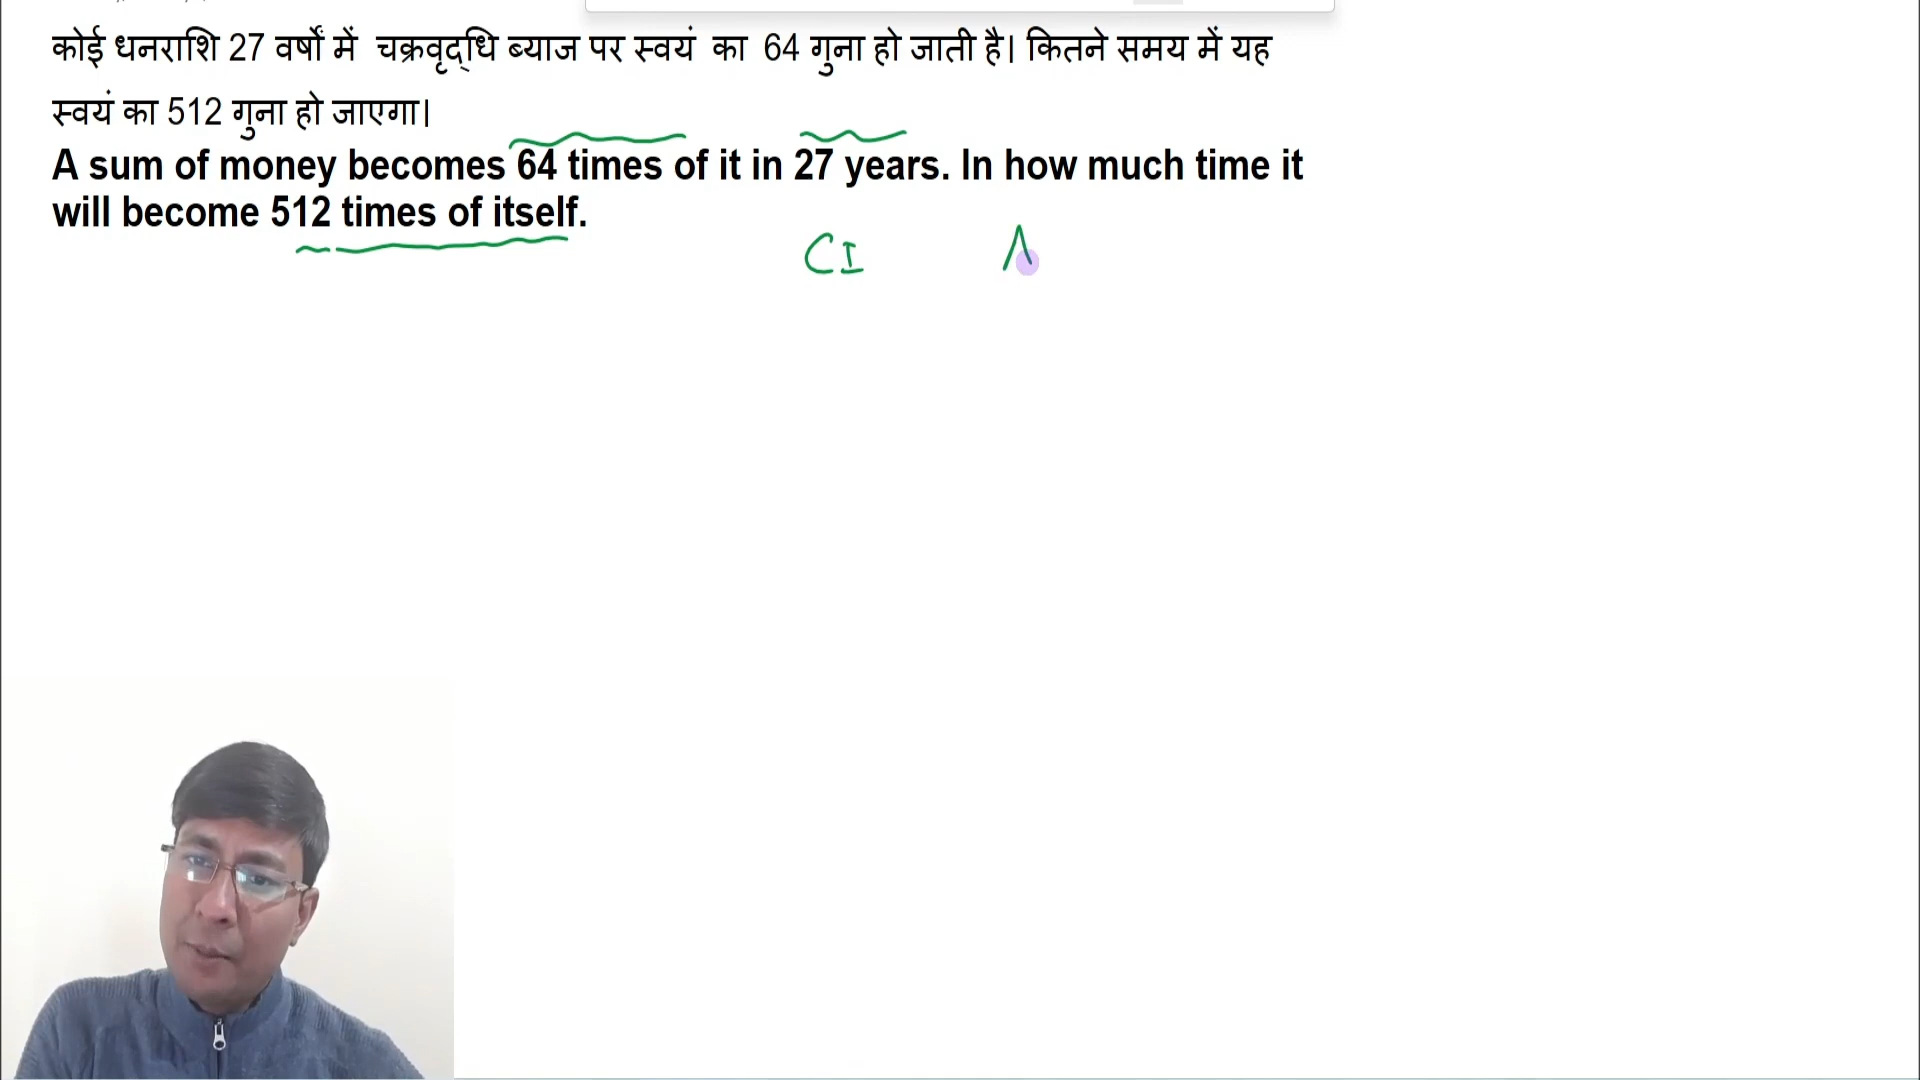 कोई धनराशि 27 वर्षों में चक्रवृद्धि ब्याज पर स्वयं का 64 गुना हो जाती है। कितने समय में यह
स्वयं का 512 गुना हो जाएगा।
A sum of money becomes 64 times of it in 27 years. In how much time it
will become 512 times of itself.
CI